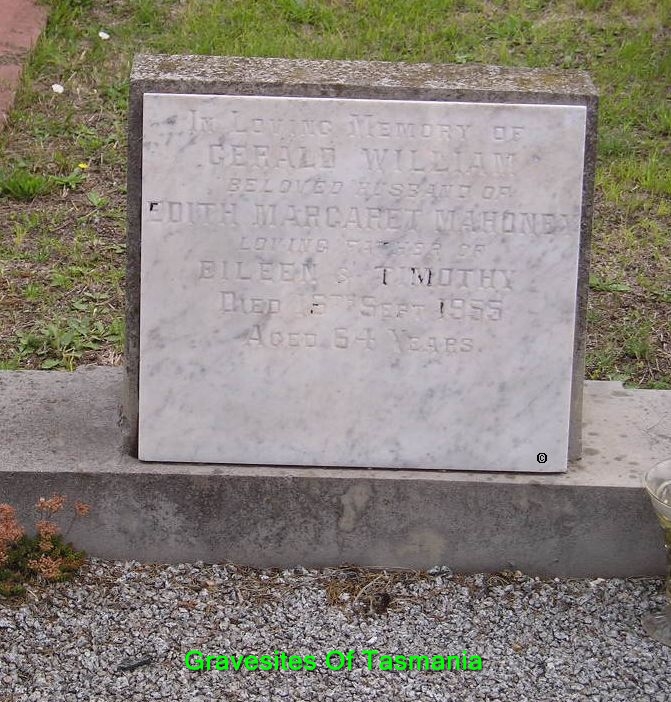 In Loving Memory of
GERALD WILLIAM
BELOVED HUSBAND OF
EDITH MARGARET MAHONEY
LOVING FATHER OF
EILEEN & TIMOTHY
Died 15th Sept 1955
Aged 64 Years.
©
Gravesites Of Tasmania